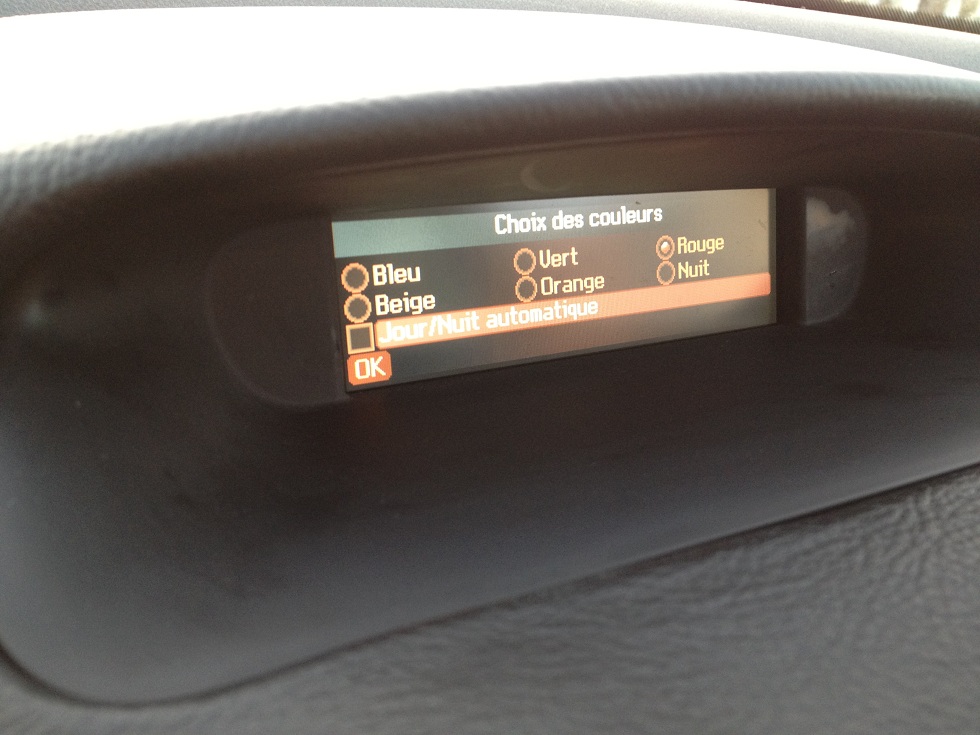 Choix des couleurs
Bleu Vert Rouge
Beige Orange Nuit
Jour/Nuit automatique
OK